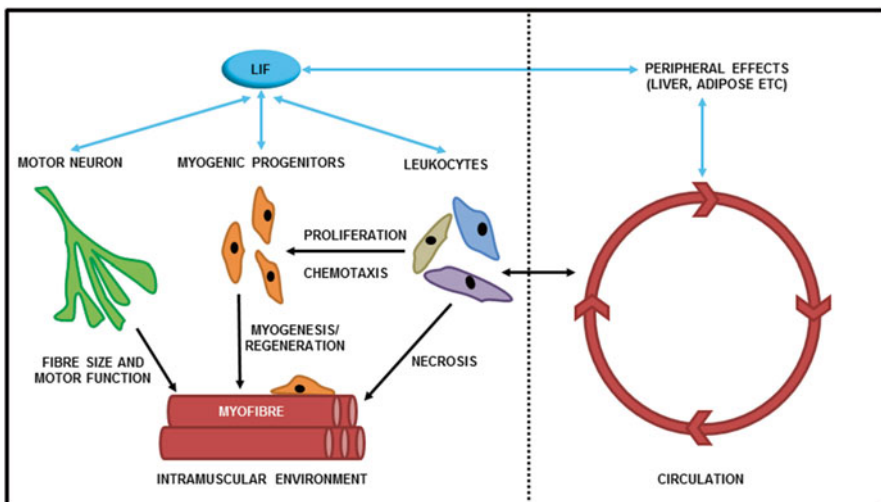 LIF
PERIPHERAL EFFECTS
(LIVER, ADIPOSE ETC)
MOTOR NEURON
MYOGENIC PROGENITORS
LEUKOCYTES
PROLIFERATION
CHEMOTAXIS
MYOGENESIS/
REGENERATION
NECROSIS
FIBRE SIZE AND
MOTOR FUNCTION
MYOFIBRE
INTRAMUSCULAR ENVIRONMENT
CIRCULATION